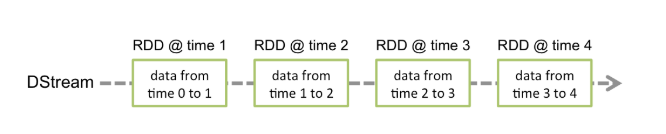 RDD @ time 1 RDD @ time 2 RDD @ time 3 RDD @ time 4
DStream
data from
time 0 to 1
data from
time 1 to 2
data from
time 2 to 3
data from
time 3 to 4